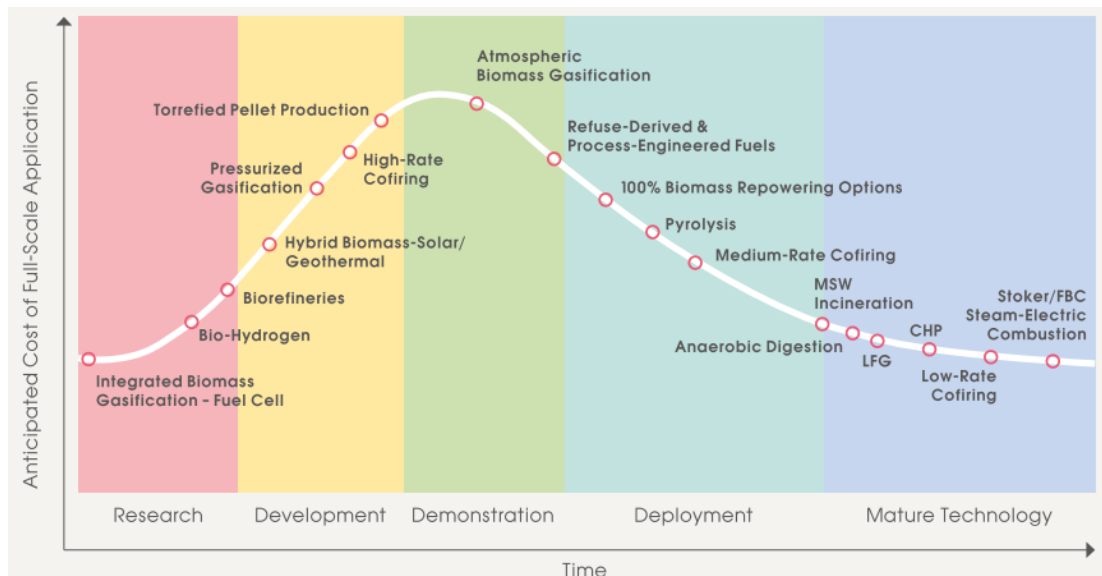 Anticipated Cost of Full-Scale Application
Atmospheric
Biomass Gasification
Torrefied Pellet Production
Refuse-Derived &
Process-Engineered Fuels
High-Rate
Cofiring
Pressurized
Gasification
100% Biomass Repowering Options
Pyrolysis
Hybrid Biomass-Solar/
Geothermal
Medium-Rate Cofiring
MSW
Incineration
Stoker/FBC
Steam-Electric
Combustion
Biorefineries
Bio-Hydrogen
CHP
Anaerobic Digestion
LFG
Low-Rate
Cofiring
Integrated Biomass
Gasification - Fuel Cell
Research
Development
Demonstration
Deployment
Mature Technology
Time